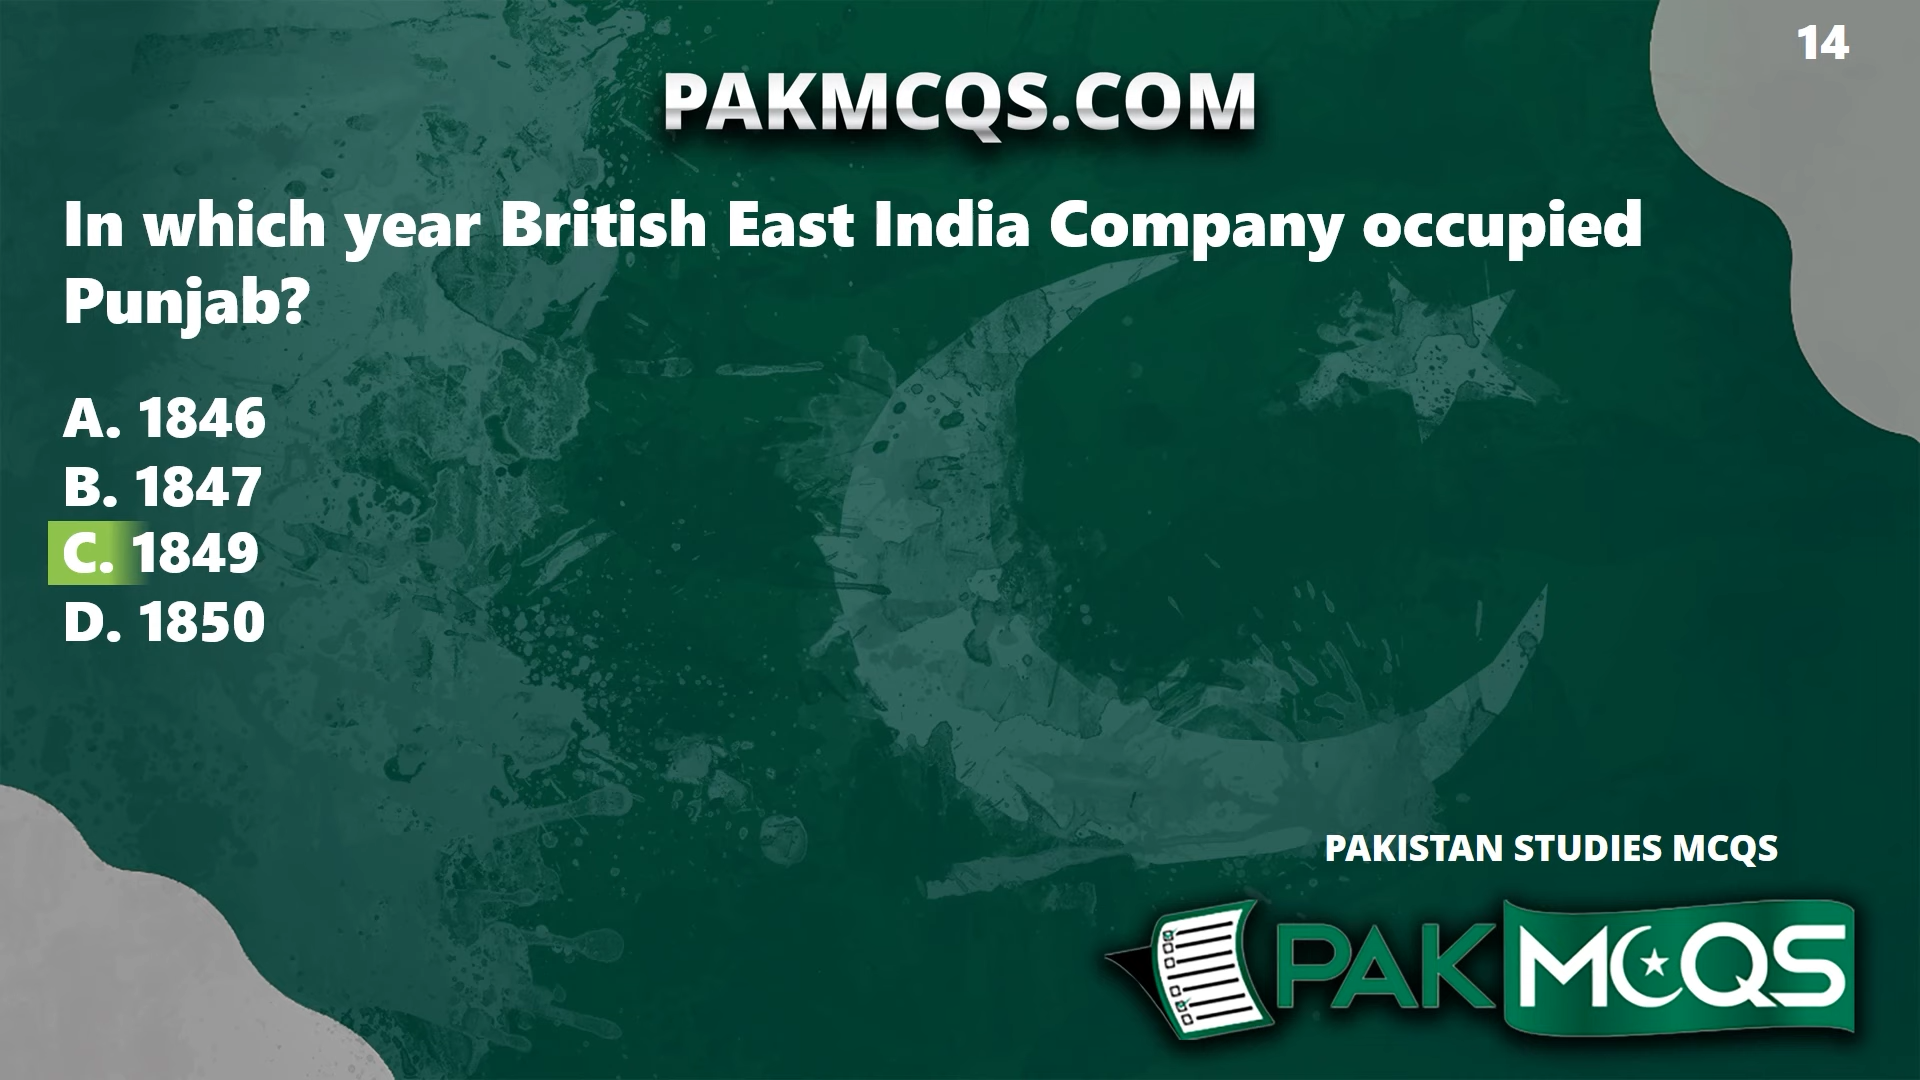 14
PAKMCQS.COM
In which year British East India Company occupied
Punjab?
A. 1846
B. 1847
C. 1849
D. 1850
PAKISTAN STUDIES MCQS
PAKMCQS